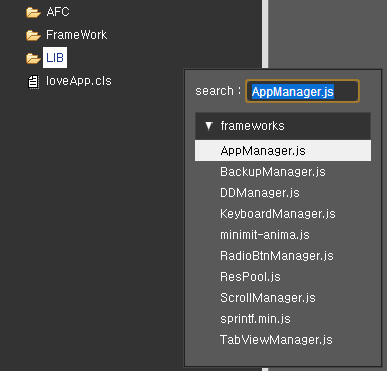 AFC
FrameWork
LIB
loveApp.cls
search : AppManager.js
▼ frameworks
AppManager.js
BackupManager.js
DDManager.js
KeyboardManager.js
minimit-anima.js
RadioBtnManager.js
ResPool.js
ScrollManager.js
sprintf.min.js
TabViewManager.js